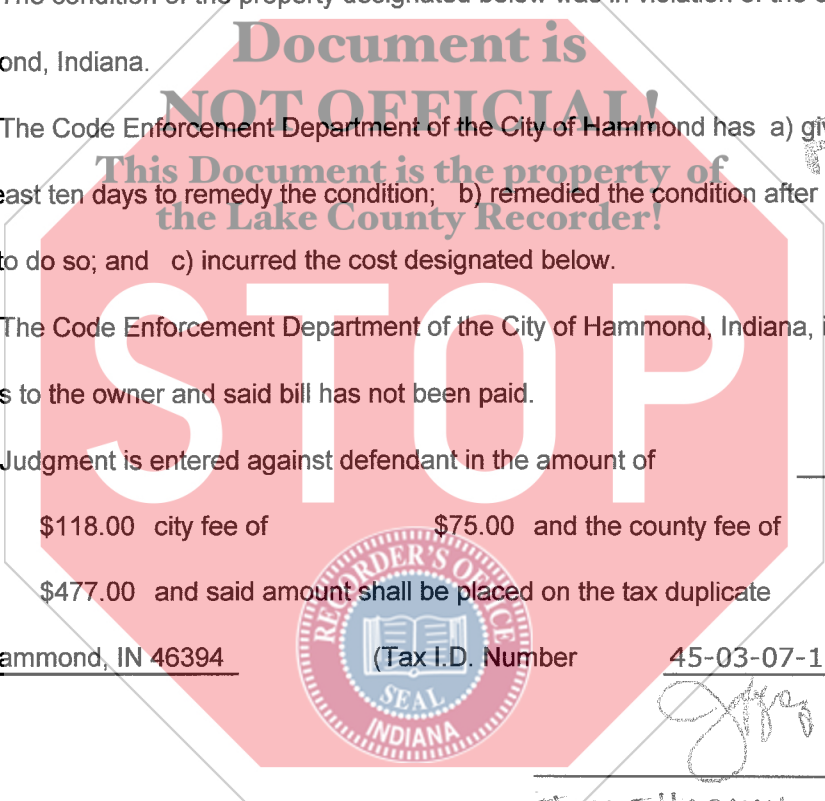 Document is
ond, Indiana.
NOT OFFICIAL!
The Code Enforcement Department of the City of Hammond has a)
This Document is the property of
east ten days to remedy the condition; b) remedied the condition after
the Lake County Recorder!
to do so; and c) incurred the cost designated below.
STOP
The Code Enforcement Department of the City of Hammond, Indiana,
s to the owner and said bill has not been paid.
Judgment is entered against defendant in the amount of
$118.00 city fee of $75.00 and the county fee of
$477.00 and said amount shall be placed on the tax duplicate
RECORDER'S OFFICE
SEAL
INDIANA
ammond, IN 46394 (Tax I.D. Number 45-03-07-1